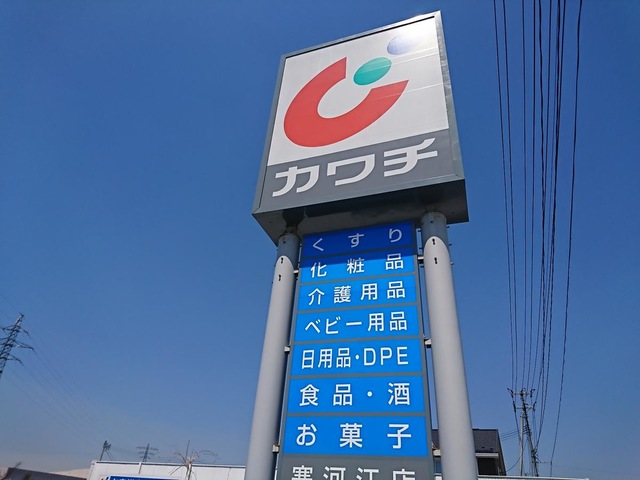 カワチ
くすり
化粧品
介護用品
ベビー用品
日用品・DPE
食品・酒
お菓子
寒河江店